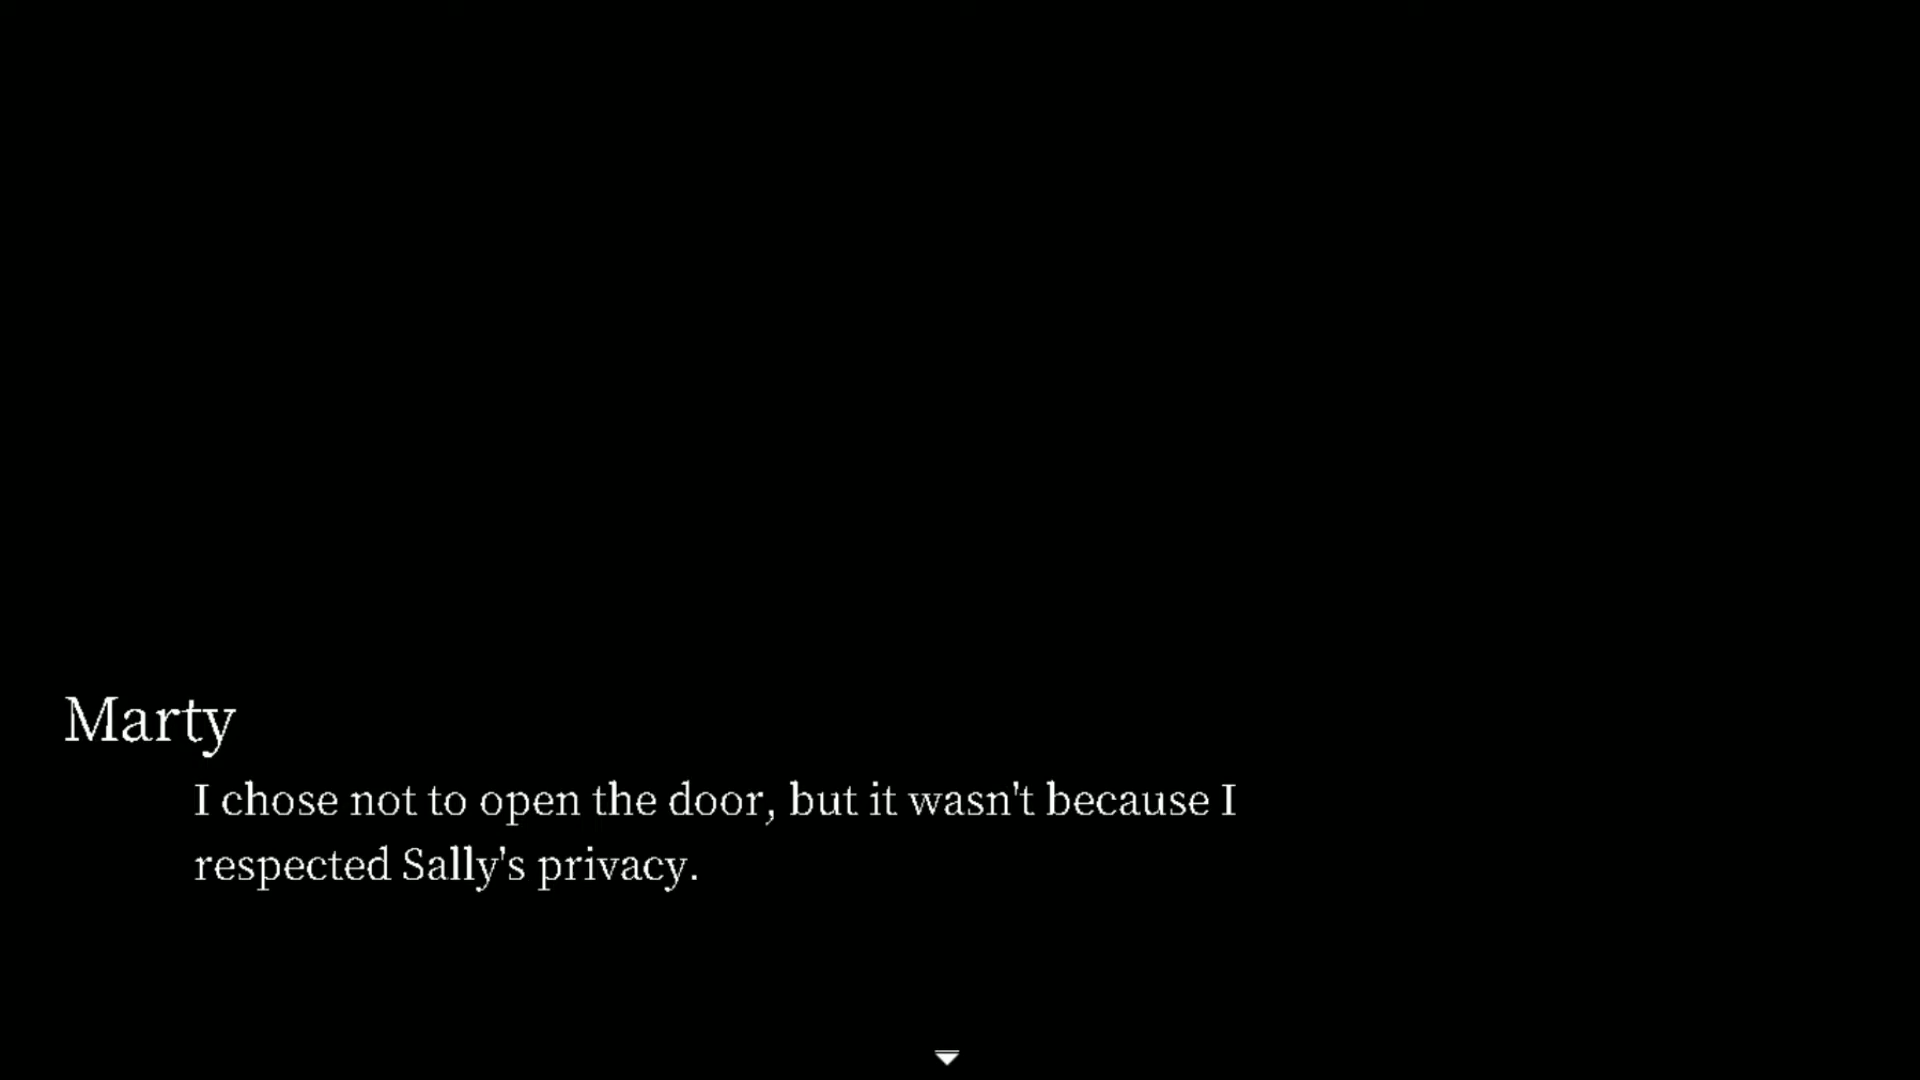 Marty
I chose not to open the door, but it wasn't because I
respected Sally's privacy.